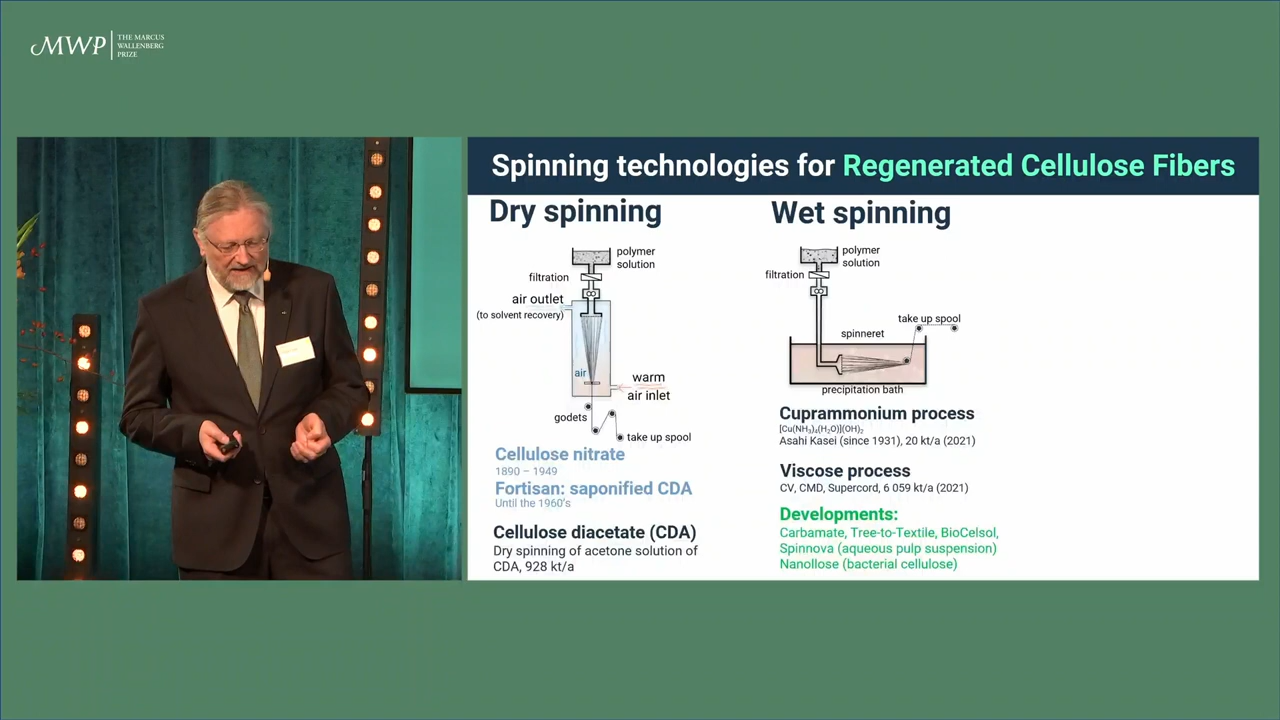 MWP
THE MARCUS
WALLENBERG
PRIZE
Spinning technologies for Regenerated Cellulose Fibers
Dry spinning
polymer
solution
filtration
air outlet
(to solvent recovery)
air
warm
air inlet
godets
take up spool
Cellulose nitrate
1890 – 1949
Fortisan: saponified CDA
Until the 1960's
Cellulose diacetate (CDA)
Dry spinning of acetone solution of
CDA, 928 kt/a
Wet spinning
polymer
solution
filtration
take up spool
spinneret
precipitation bath
Cuprammonium process
[Cu(NH₃)₄(H₂O)](OH)₂
Asahi Kasei (since 1931), 20 kt/a (2021)
Viscose process
CV, CMD, Supercord, 6 059 kt/a (2021)
Developments:
Carbamate, Tree-to-Textile, BioCelsol,
Spinnova (aqueous pulp suspension)
Nanollose (bacterial cellulose)